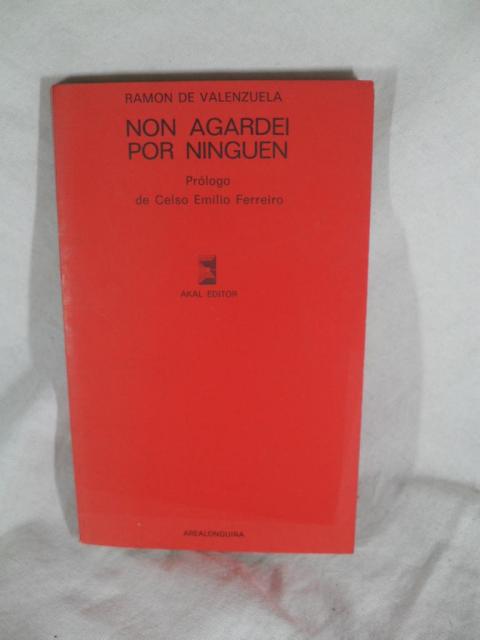 RAMON DE VALENZUELA
NON AGARDEI
POR NINGUEN
Prólogo
de Celso Emilio Ferreiro
AKAL EDITOR
AREALONGUIÑA